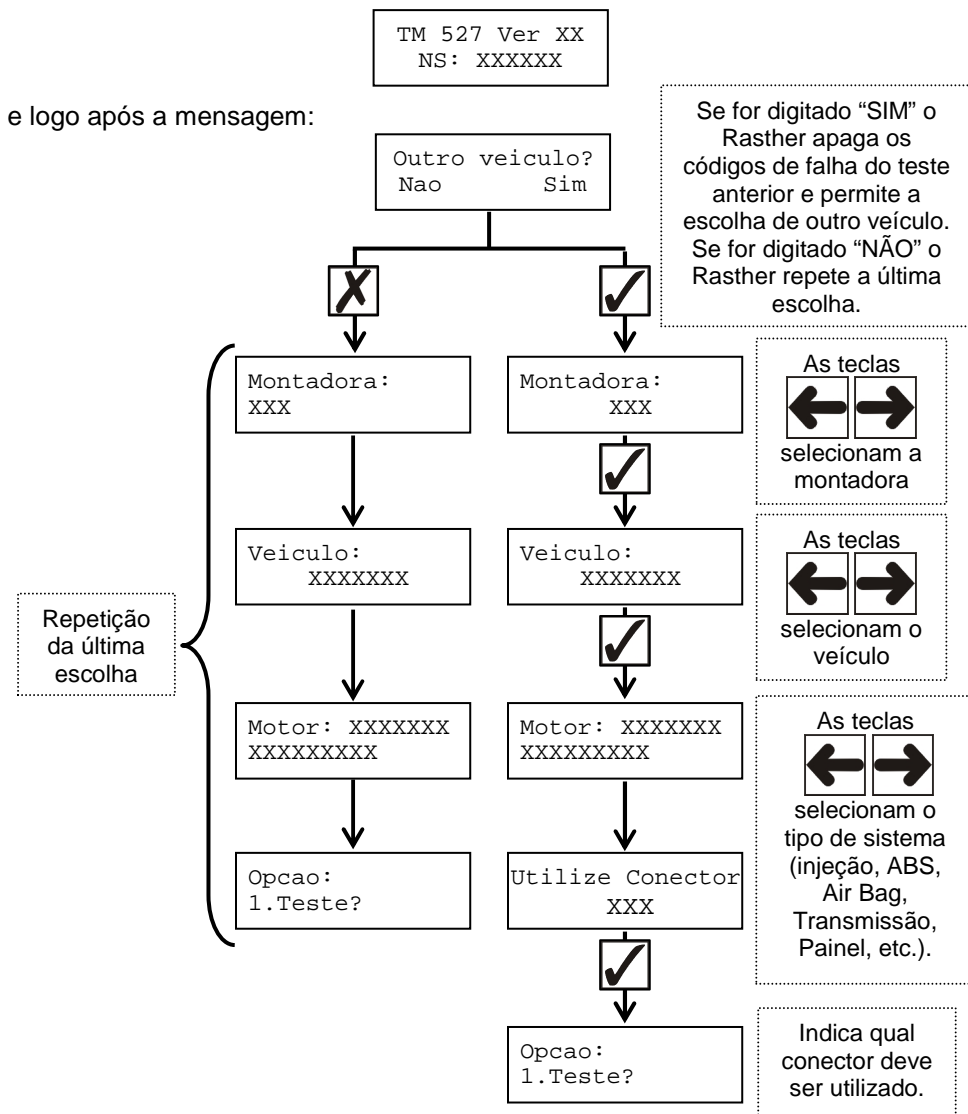 TM 527 Ver XX
NS: XXXXXX
e logo após a mensagem:
Se for digitado “SIM” o
Rasther apaga os
códigos de falha do teste
anterior e permite a
escolha de outro veículo.
Se for digitado “NÃO” o
Rasther repete a última
escolha.
Outro veiculo?
Nao Sim
Montadora:
XXX
Montadora:
XXX
As teclas
selecionam a
montadora
Veiculo:
XXXXXXX
Veiculo:
XXXXXXX
As teclas
selecionam o
veículo
Repetição
da última
escolha
Motor: XXXXXXX
XXXXXXXXX
Motor: XXXXXXX
XXXXXXXXX
As teclas
selecionam o
tipo de sistema
(injeção, ABS,
Air Bag,
Transmissão,
Painel, etc.).
Opcao:
1.Teste?
Utilize Conector
XXX
Opcao:
1.Teste?
Indica qual
conector deve
ser utilizado.